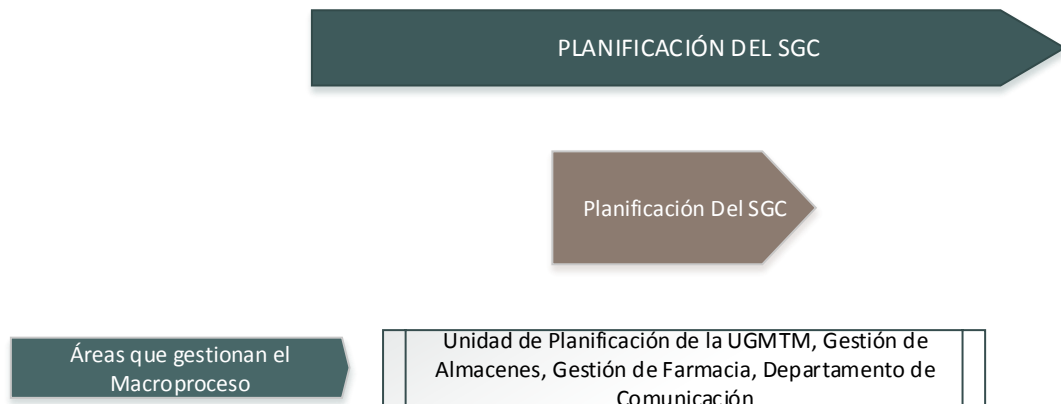 PLANIFICACIÓN DEL SGC
Planificación Del SGC
Áreas que gestionan el
Macroproceso
Unidad de Planificación de la UGMTM, Gestión de
Almacenes, Gestión de Farmacia, Departamento de
Comunicación